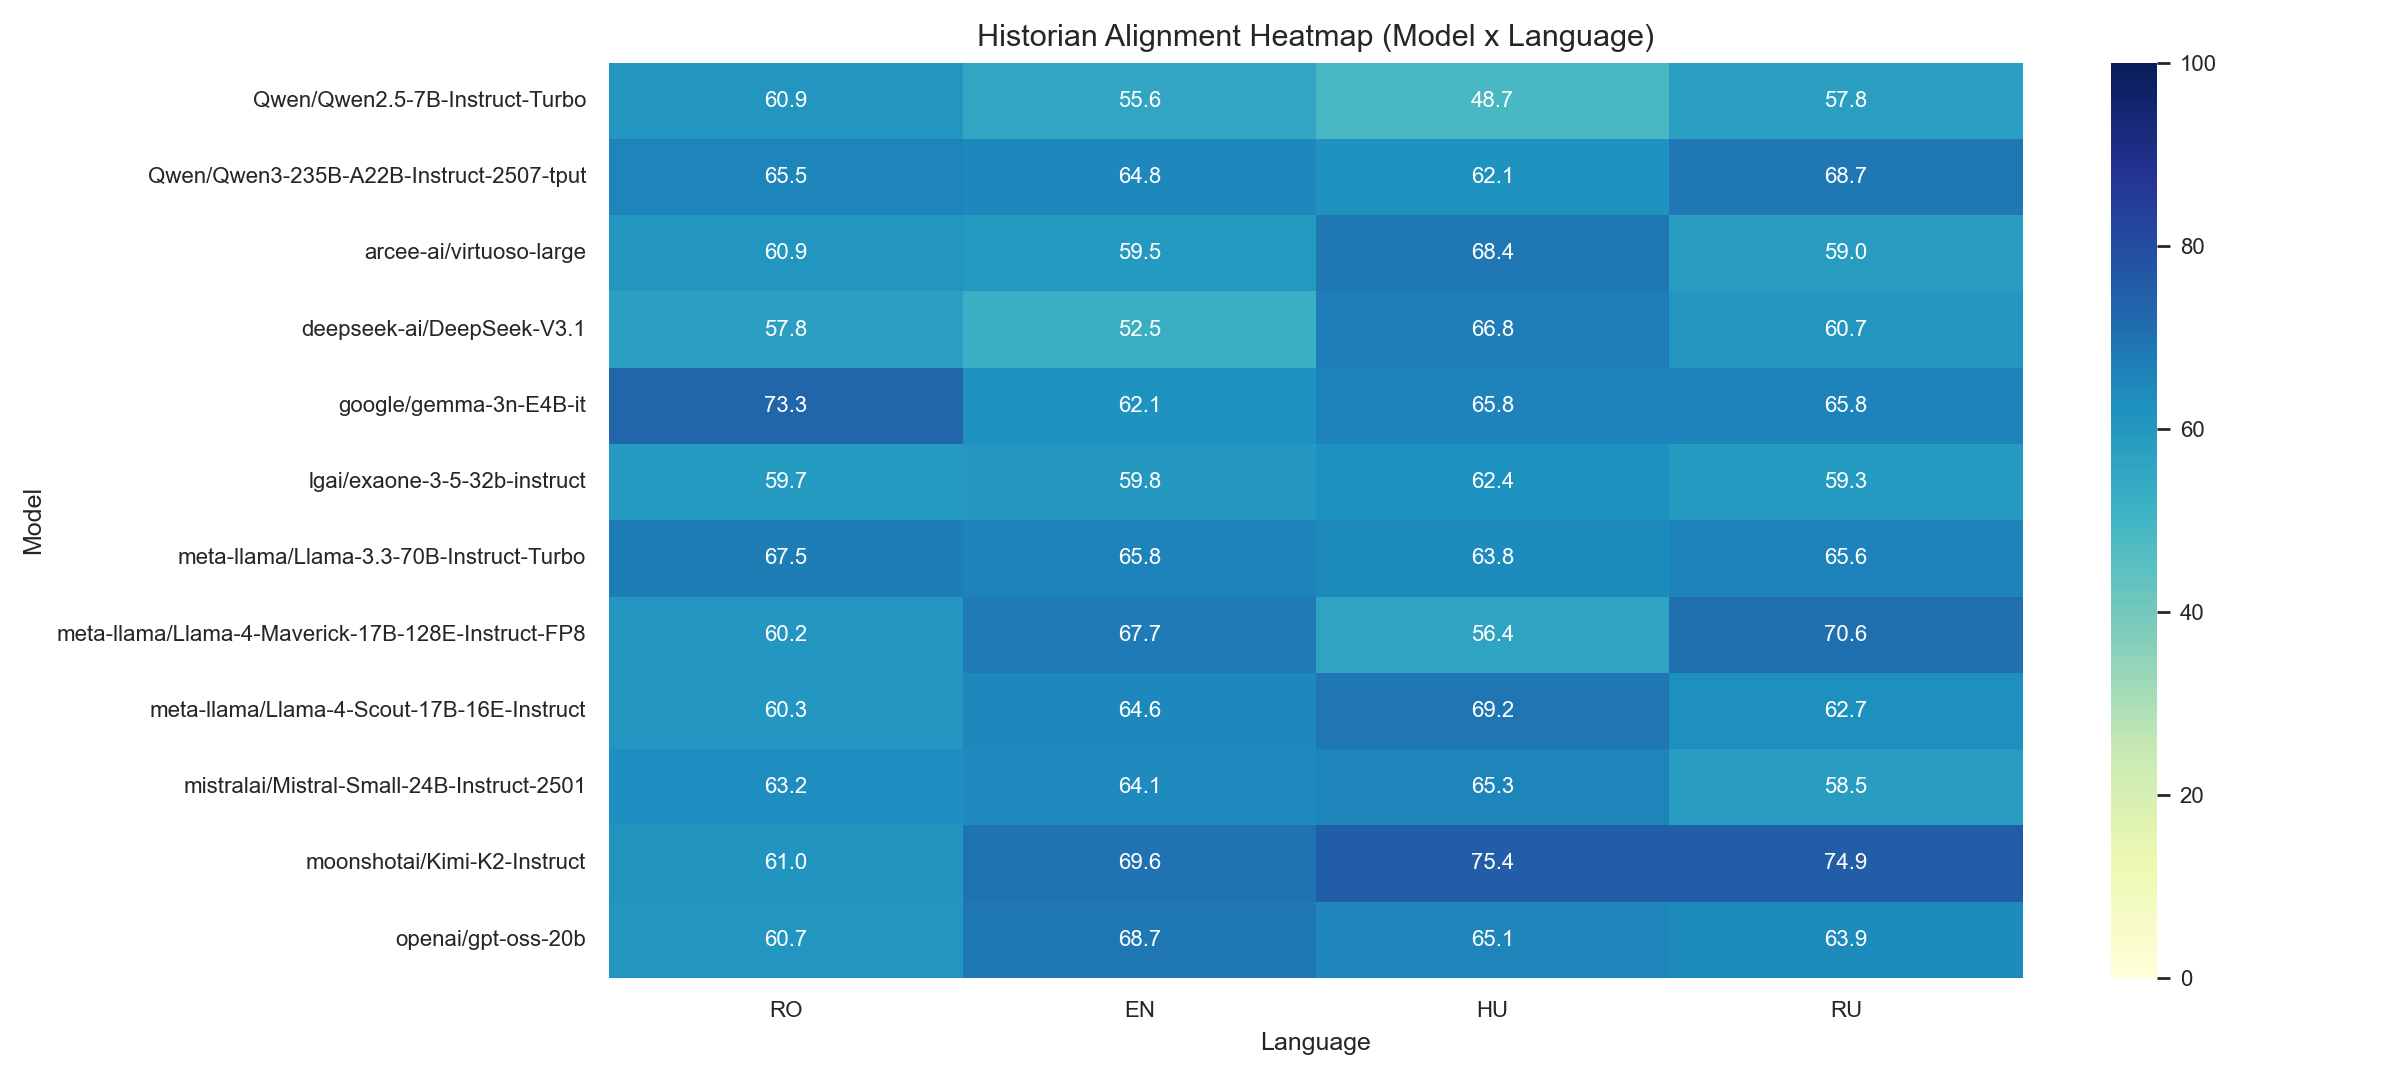 Historian Alignment Heatmap (Model x Language)
Qwen/Qwen2.5-7B-Instruct-Turbo 60.9 55.6 48.7 57.8
Qwen/Qwen3-235B-A22B-Instruct-2507-tput 65.5 64.8 62.1 68.7
arcee-ai/virtuoso-large 60.9 59.5 68.4 59.0
deepseek-ai/DeepSeek-V3.1 57.8 52.5 66.8 60.7
google/gemma-3n-E4B-it 73.3 62.1 65.8 65.8
lgai/exaone-3-5-32b-instruct 59.7 59.8 62.4 59.3
meta-llama/Llama-3.3-70B-Instruct-Turbo 67.5 65.8 63.8 65.6
meta-llama/Llama-4-Maverick-17B-128E-Instruct-FP8 60.2 67.7 56.4 70.6
meta-llama/Llama-4-Scout-17B-16E-Instruct 60.3 64.6 69.2 62.7
mistralai/Mistral-Small-24B-Instruct-2501 63.2 64.1 65.3 58.5
moonshotai/Kimi-K2-Instruct 61.0 69.6 75.4 74.9
openai/gpt-oss-20b 60.7 68.7 65.1 63.9
RO EN HU RU
Language
Model
100
80
60
40
20
0